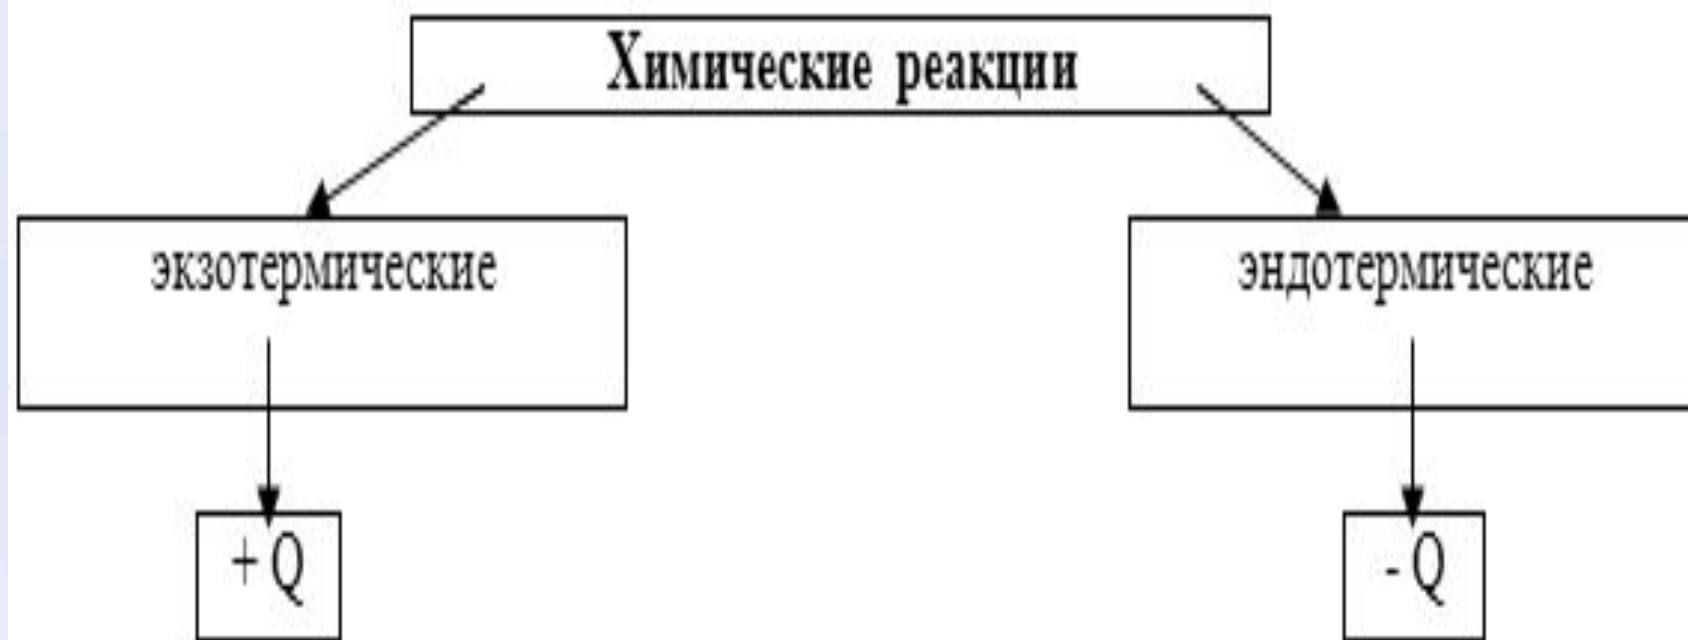 Химические реакции
экзотермические
эндотермические
+ Q
- Q